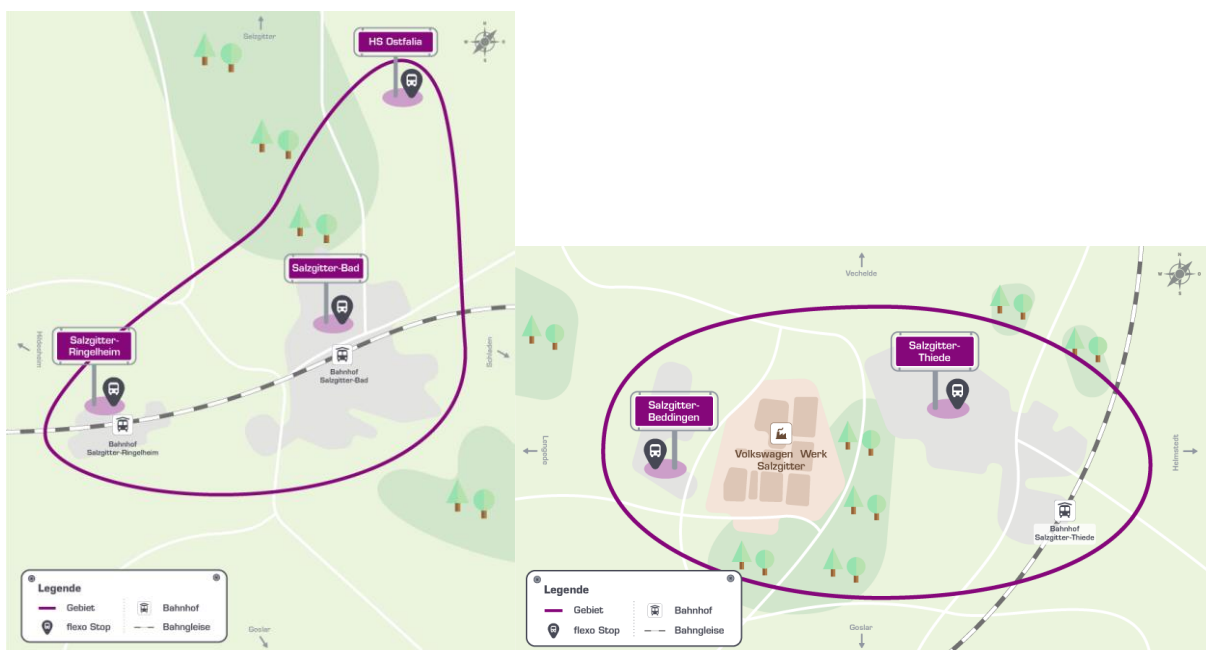 Salzgitter
HS Ostfalia
Salzgitter-Bad
Salzgitter-
Ringelheim
Hildesheim
Schladen
Bahnhof
Salzgitter-Bad
Bahnhof
Salzgitter-Ringelheim
Goslar
Legende
Gebiet
Bahnhof
flexo Stop
Bahngleise
Vechelde
Salzgitter-
Thiede
Salzgitter-
Beddingen
Volkswagen Werk
Salzgitter
Lengede
Helmstedt
Bahnhof
Salzgitter-Thiede
Goslar
Legende
Gebiet
Bahnhof
flexo Stop
Bahngleise